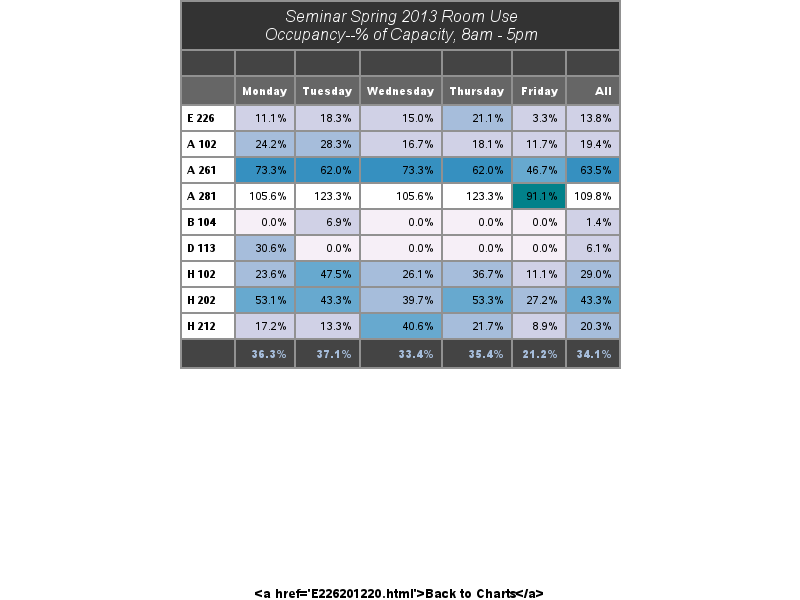 Seminar Spring 2013 Room Use
Occupancy--% of Capacity, 8am - 5pm
Monday Tuesday Wednesday Thursday Friday All
E 226 11.1% 18.3% 15.0% 21.1% 3.3% 13.8%
A 102 24.2% 28.3% 16.7% 18.1% 11.7% 19.4%
A 261 73.3% 62.0% 73.3% 62.0% 46.7% 63.5%
A 281 105.6% 123.3% 105.6% 123.3% 91.1% 109.8%
B 104 0.0% 6.9% 0.0% 0.0% 0.0% 1.4%
D 113 30.6% 0.0% 0.0% 0.0% 0.0% 6.1%
H 102 23.6% 47.5% 26.1% 36.7% 11.1% 29.0%
H 202 53.1% 43.3% 39.7% 53.3% 27.2% 43.3%
H 212 17.2% 13.3% 40.6% 21.7% 8.9% 20.3%
36.3% 37.1% 33.4% 35.4% 21.2% 34.1%
<a href='E226201220.html'>Back to Charts</a>